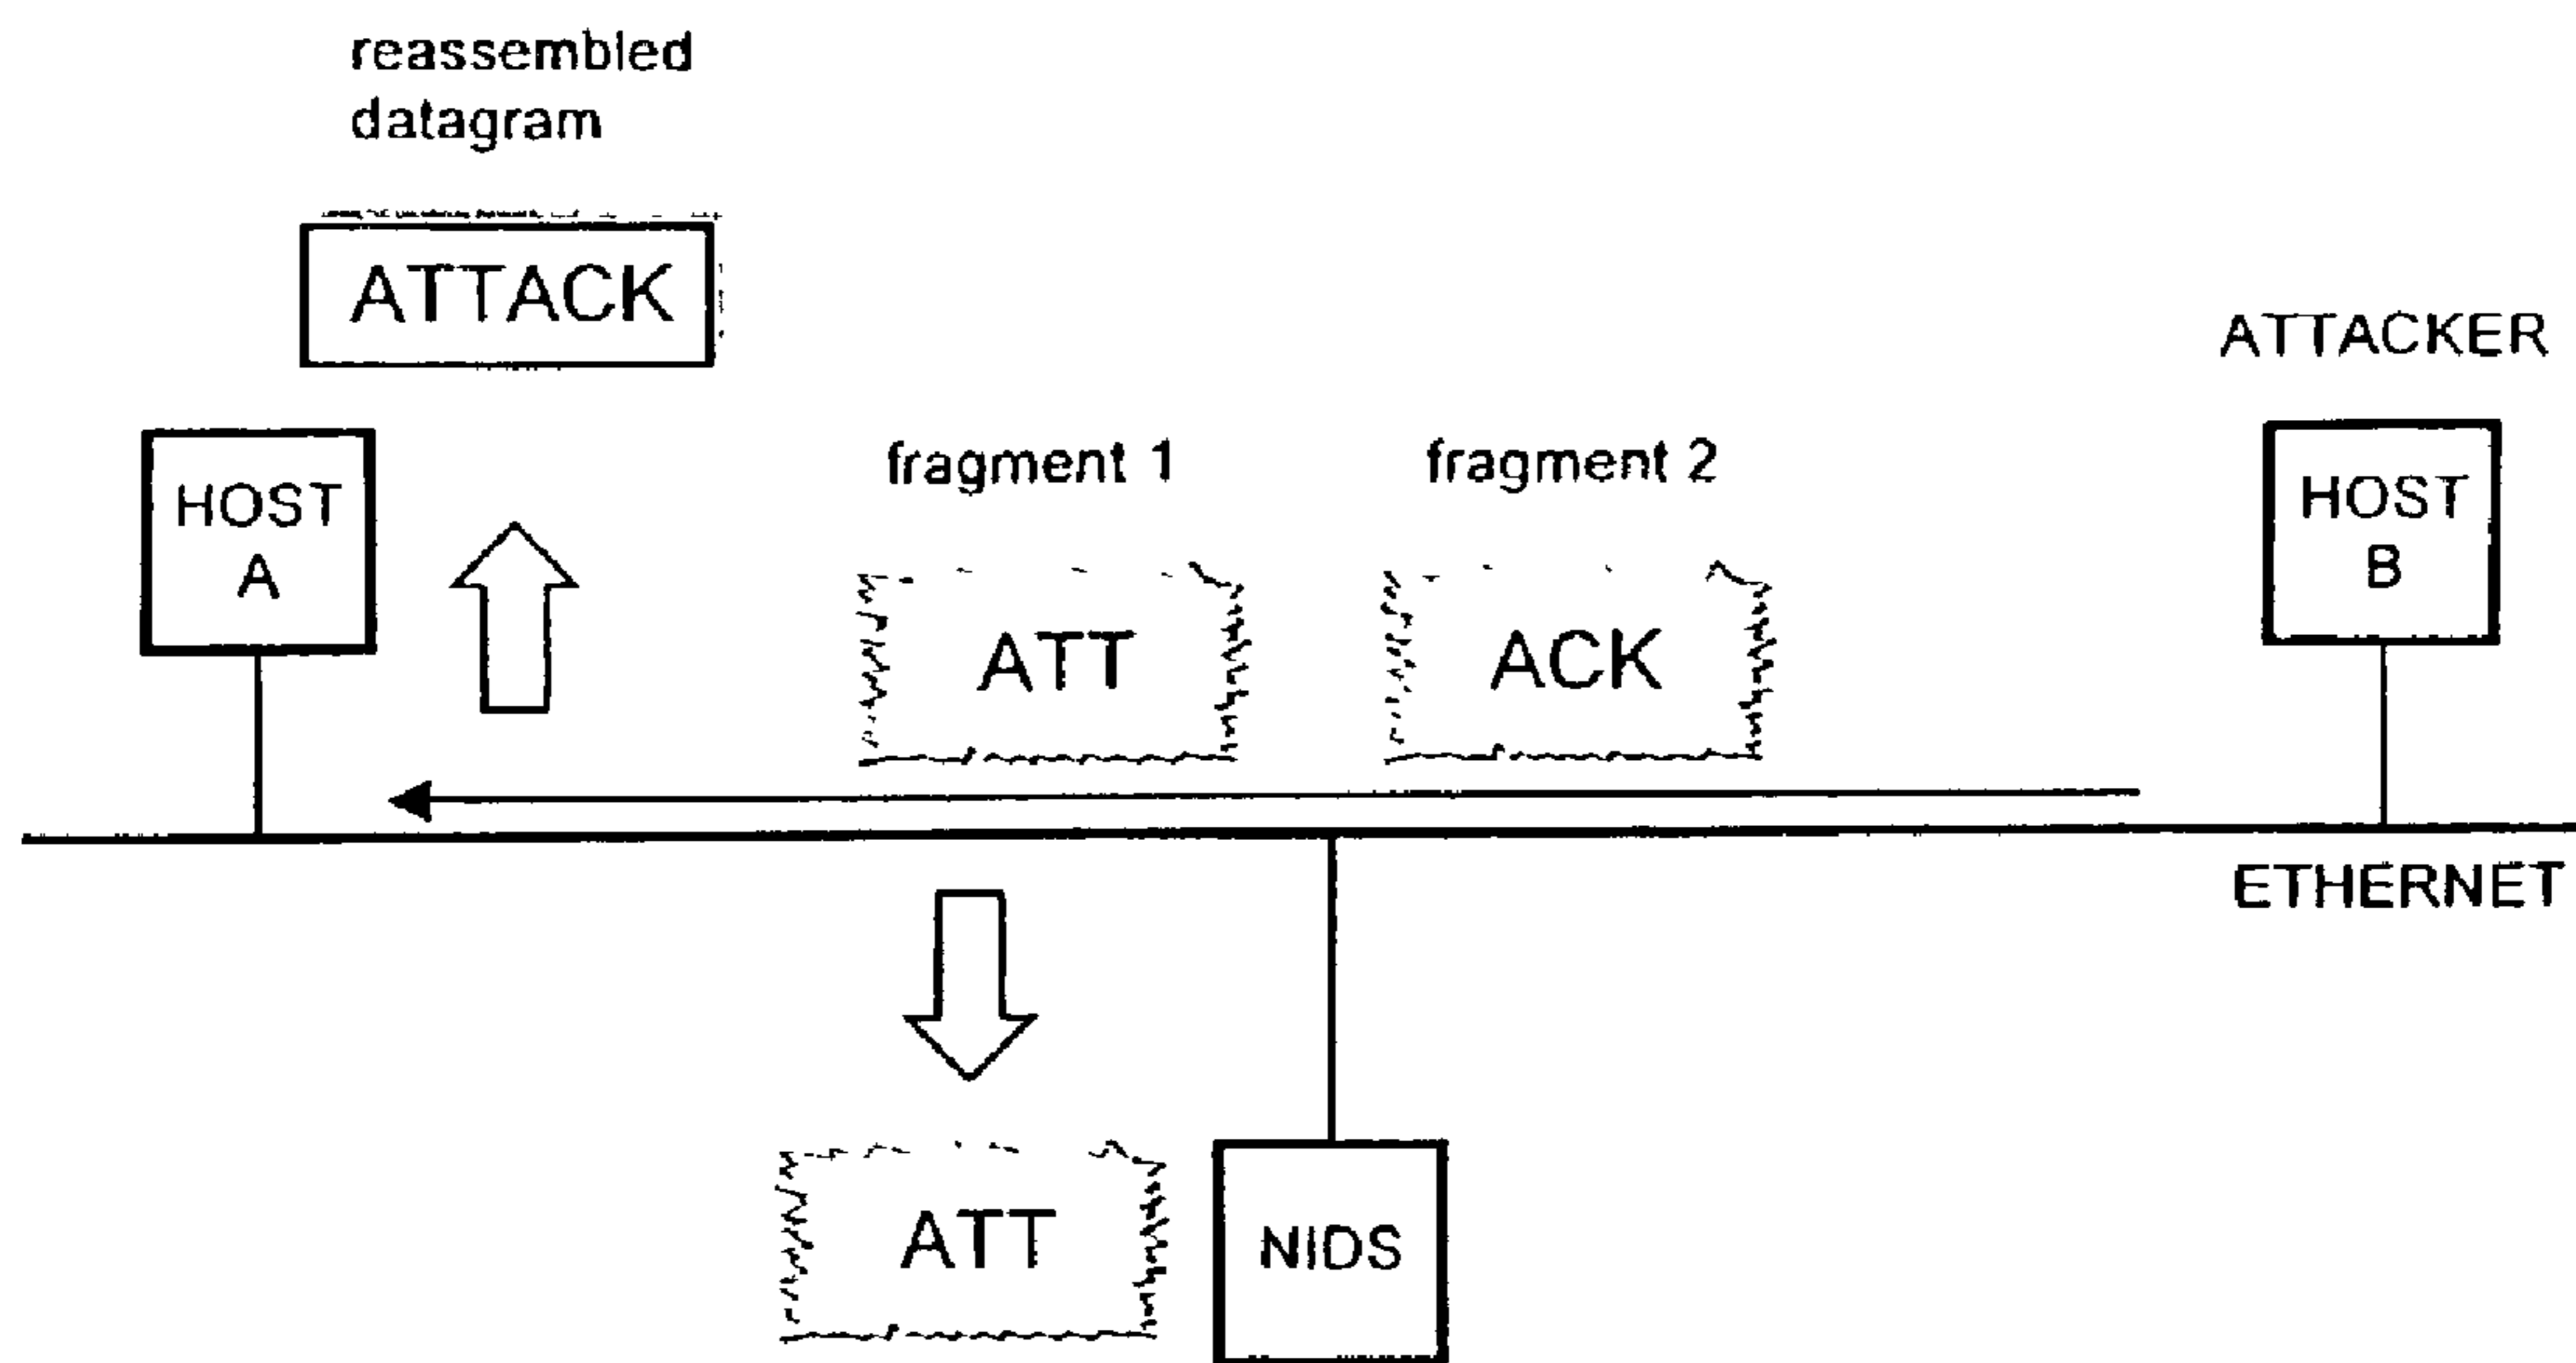 reassembled
datagram
ATTACK
ATTACKER
HOST
A
fragment 1
fragment 2
HOST
B
ATT
ACK
ETHERNET
ATT
NIDS